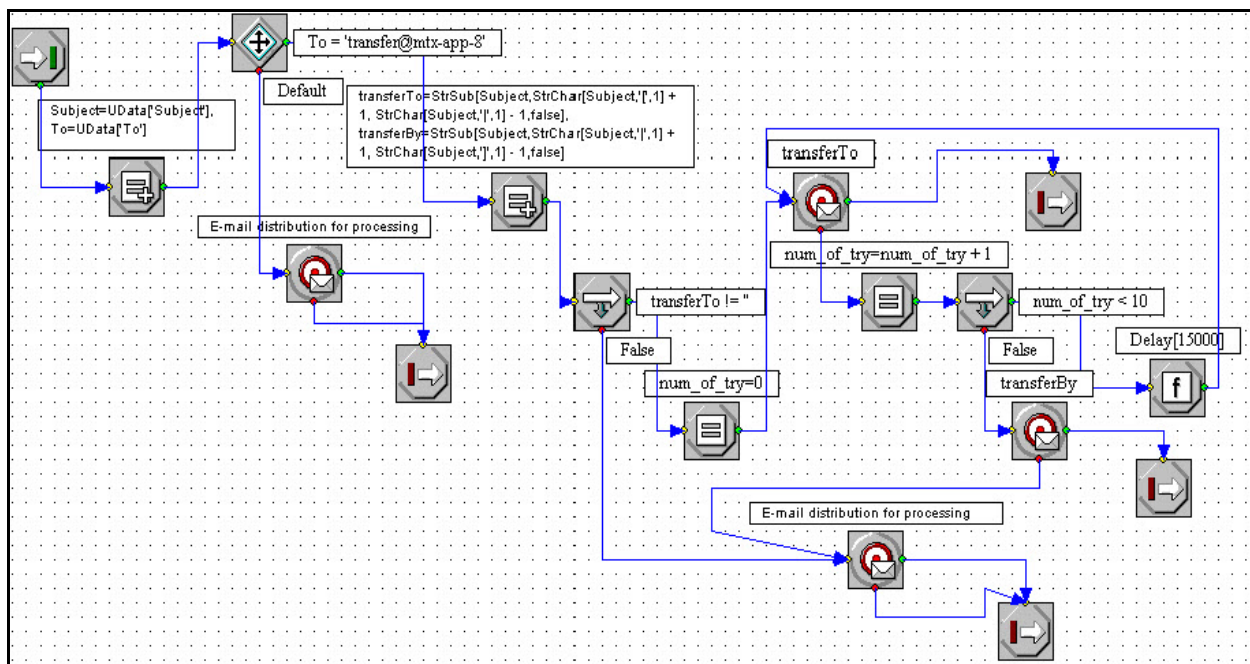 To = 'transfer@mtx-app-8'
Default
Subject=UData['Subject'],
To=UData['To']
transferTo=StrSub[Subject,StrChar[Subject,'[',1] +
1, StrChar[Subject,'|',1] - 1,false],
transferBy=StrSub[Subject,StrChar[Subject,'|',1] +
1, StrChar[Subject,']',1] - 1,false]
transferTo
E-mail distribution for processing
num_of_try=num_of_try + 1
transferTo != ''
num_of_try < 10
False
False
Delay[15000]
num_of_try=0
transferBy
f
E-mail distribution for processing